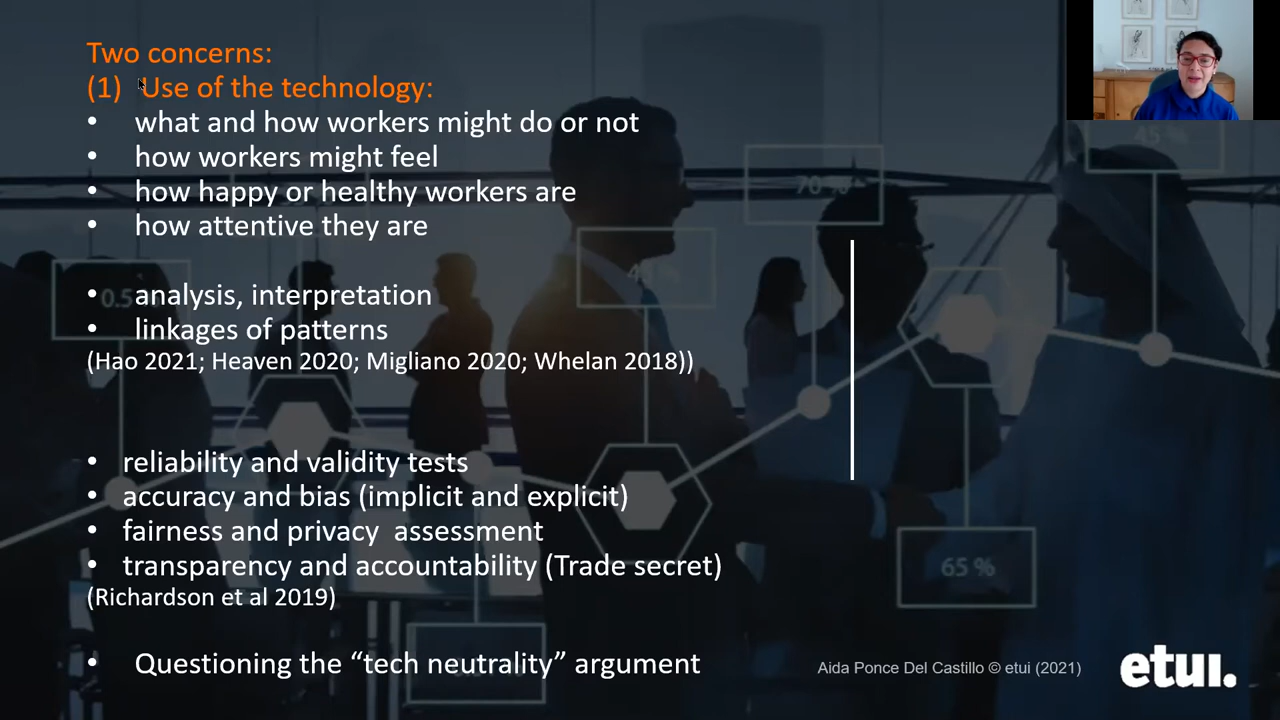 Two concerns:
(1) Use of the technology:
• what and how workers might do or not
• how workers might feel
• how happy or healthy workers are
• how attentive they are
• analysis, interpretation
• linkages of patterns
(Hao 2021; Heaven 2020; Migliano 2020; Whelan 2018))
• reliability and validity tests
• accuracy and bias (implicit and explicit)
• fairness and privacy assessment
• transparency and accountability (Trade secret)
(Richardson et al 2019)
• Questioning the “tech neutrality” argument
Aida Ponce Del Castillo © etui (2021)
etui.
45 %
70 %
65 %